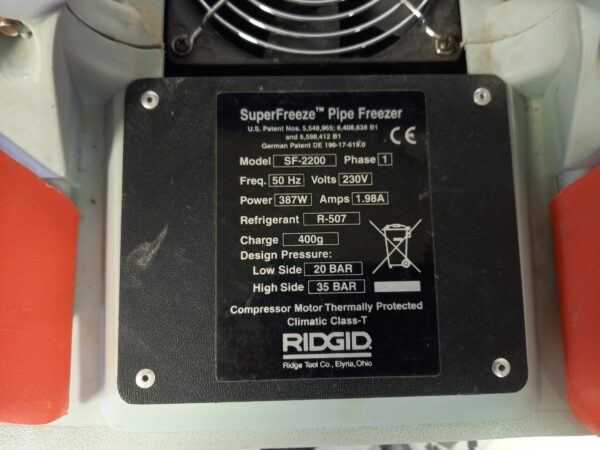 SuperFreeze™ Pipe Freezer
U.S. Patent Nos. 5,548,965; 6,408,638 B1
and 6,598,412 B1
German Patent DE 196-17-619.0
CE
Model SF-2200 Phase 1
Freq. 50 Hz Volts 230V
Power 387W Amps 1.98A
Refrigerant R-507
Charge 400g
Design Pressure:
Low Side 20 BAR
High Side 35 BAR
Compressor Motor Thermally Protected
Climatic Class-T
RIDGID
Ridge Tool Co., Elyria, Ohio